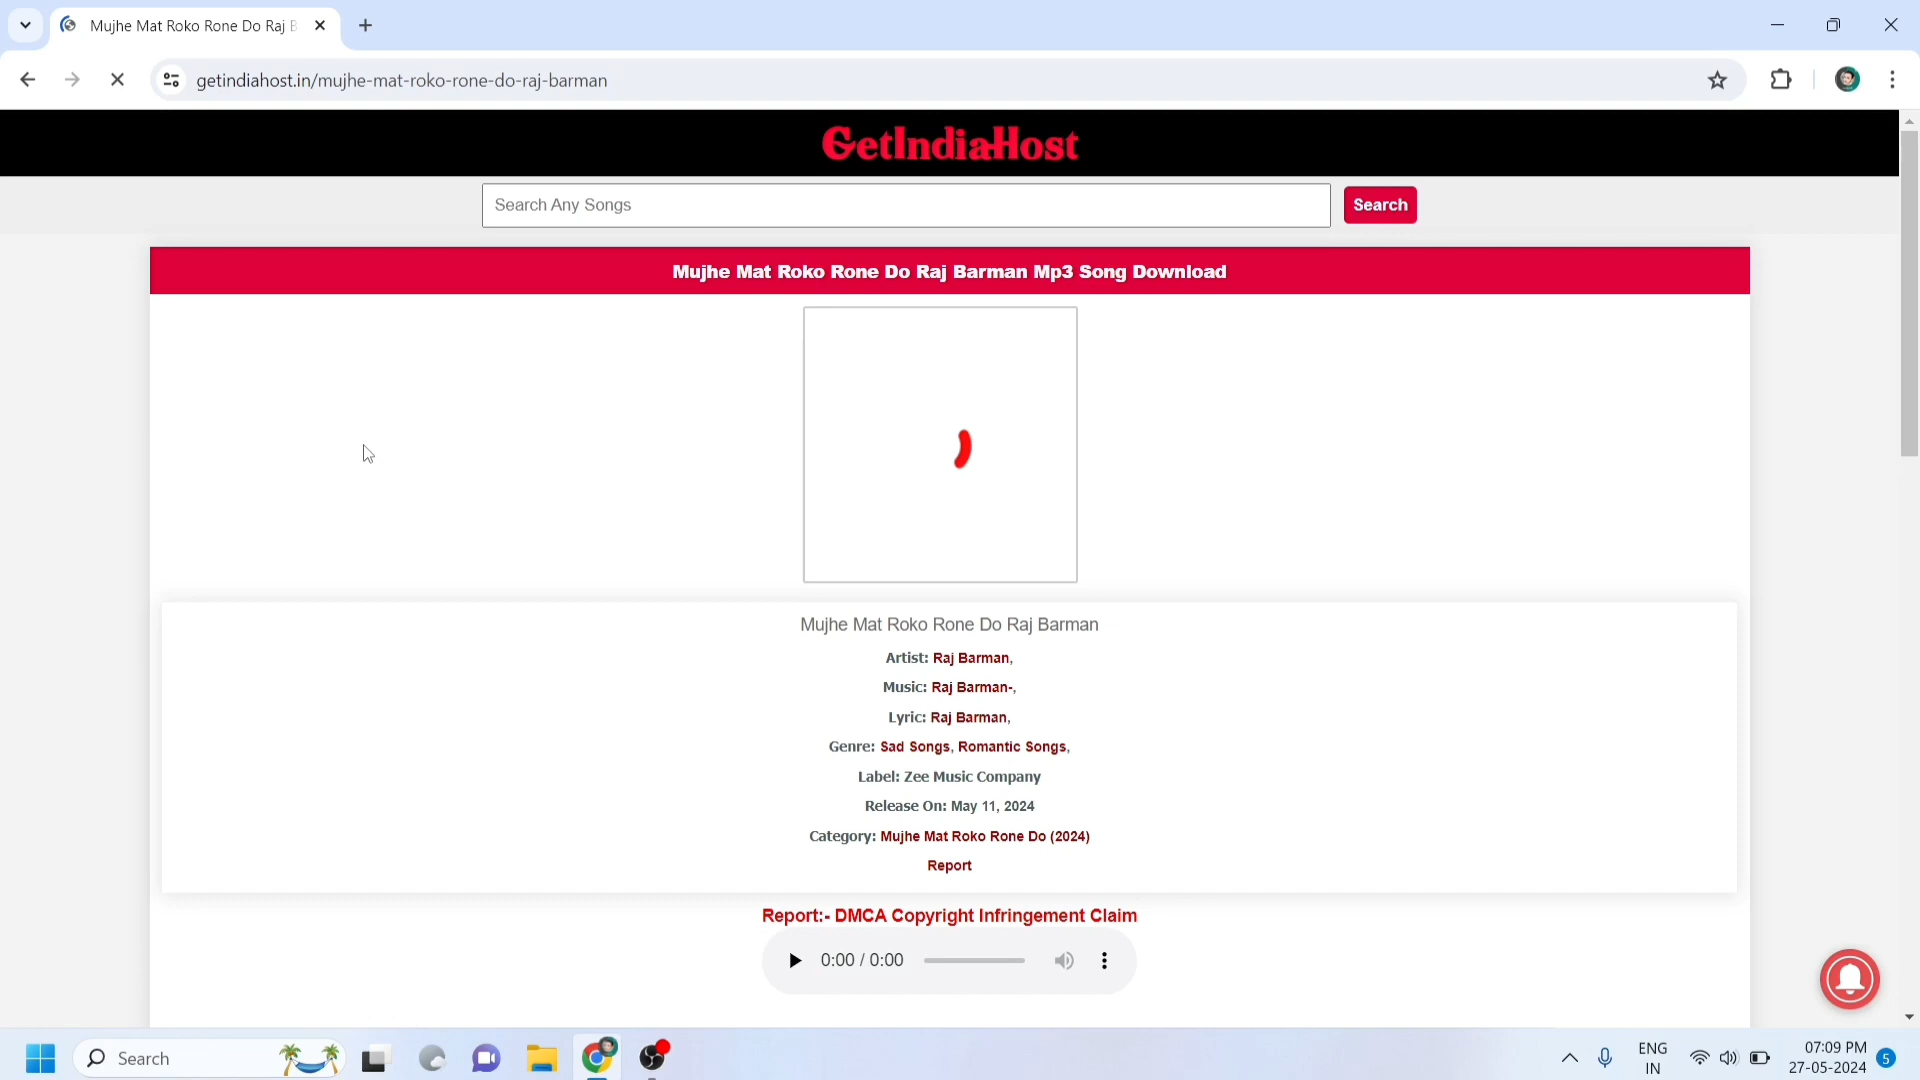 Mujhe Mat Roko Rone Do Raj B
getindiahost.in/mujhe-mat-roko-rone-do-raj-barman
GetIndiaHost
Search Any Songs
Search
Mujhe Mat Roko Rone Do Raj Barman Mp3 Song Download
Mujhe Mat Roko Rone Do Raj Barman
Artist: Raj Barman,
Music: Raj Barman-,
Lyric: Raj Barman,
Genre: Sad Songs, Romantic Songs,
Label: Zee Music Company
Release On: May 11, 2024
Category: Mujhe Mat Roko Rone Do (2024)
Report
Report:- DMCA Copyright Infringement Claim
0:00 / 0:00
Search
ENG
IN
07:09 PM
27-05-2024
5